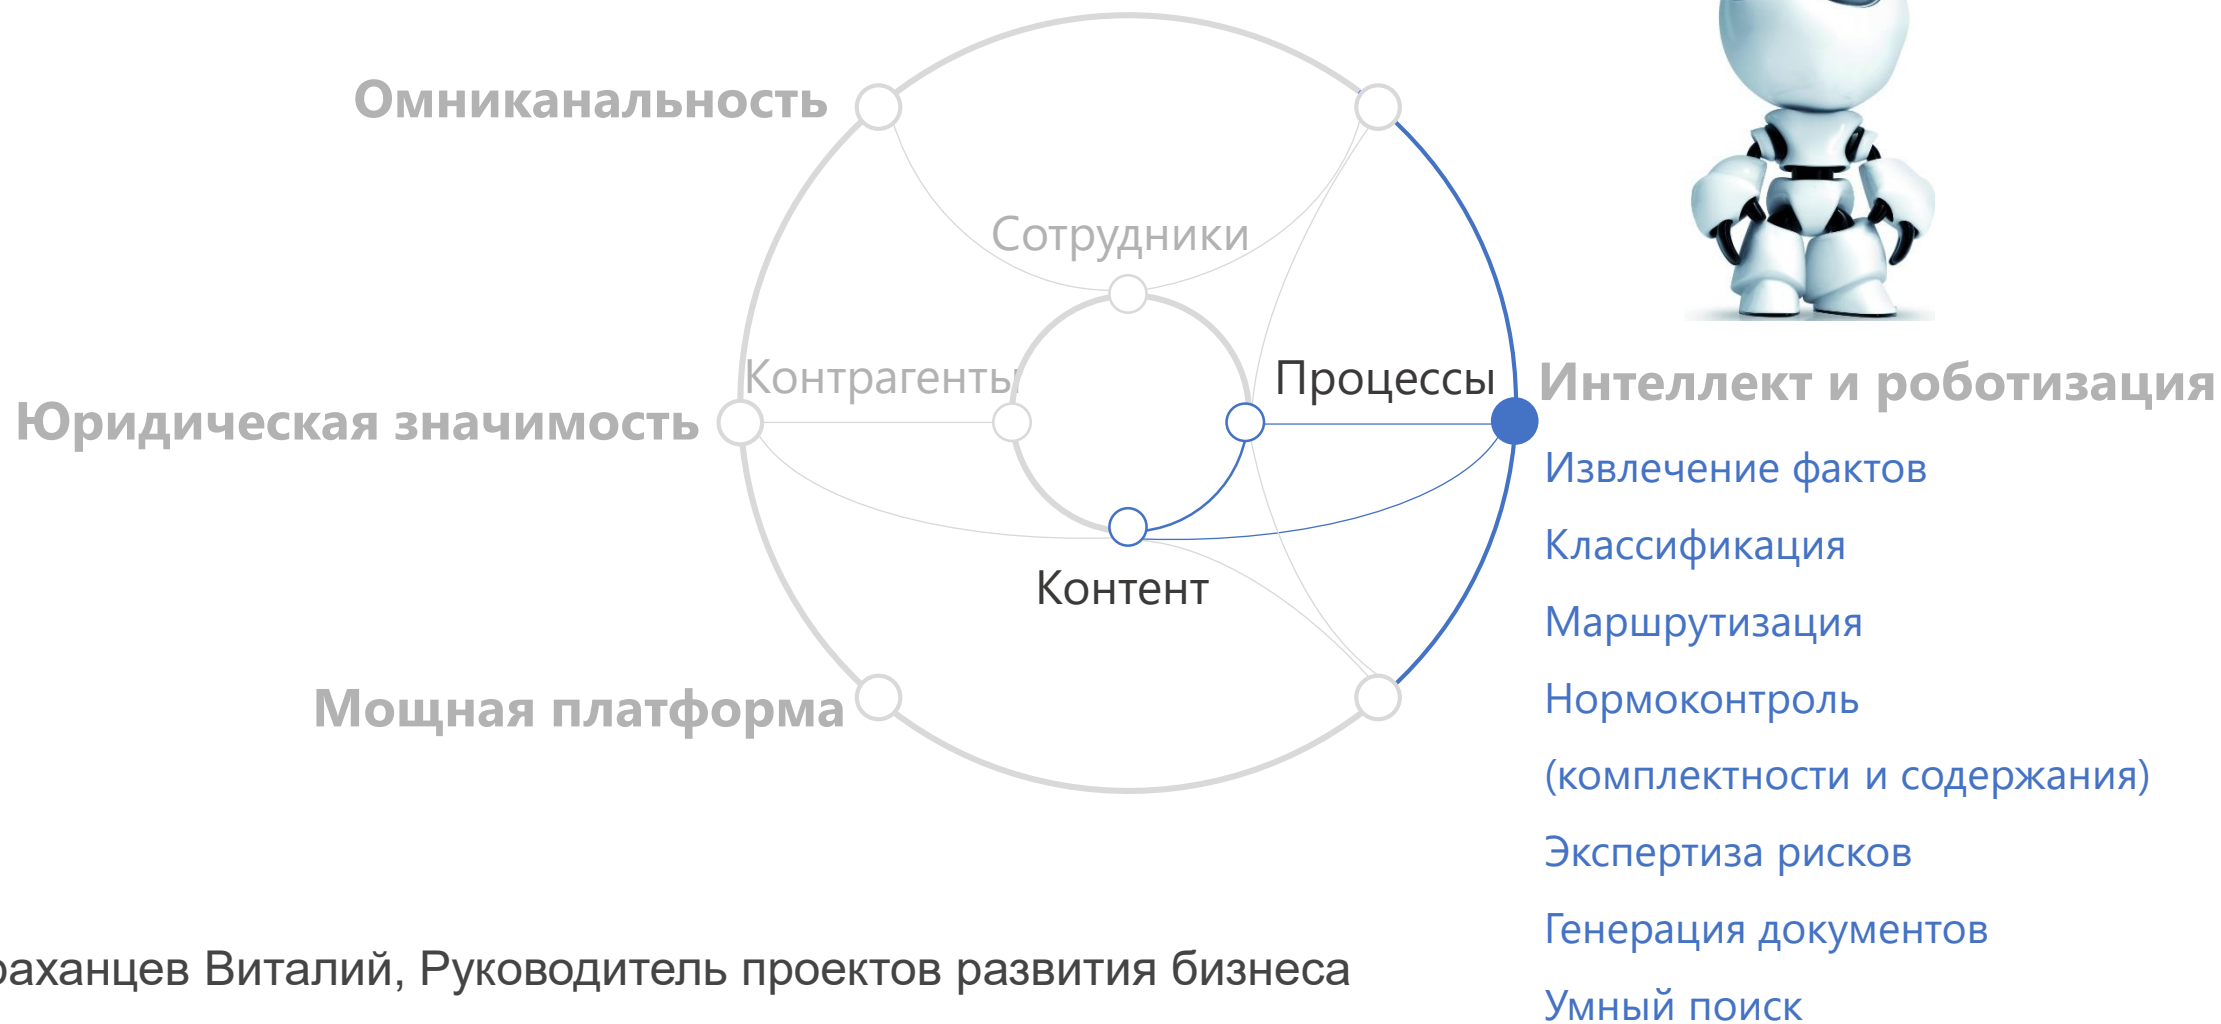 Омниканальность
Сотрудники
Контрагенты
Процессы
Юридическая значимость
Контент
Мощная платформа
Интеллект и роботизация
Извлечение фактов
Классификация
Маршрутизация
Нормоконтроль
(комплектности и содержания)
Экспертиза рисков
Генерация документов
Умный поиск
Виталий, Руководитель проектов развития бизнеса